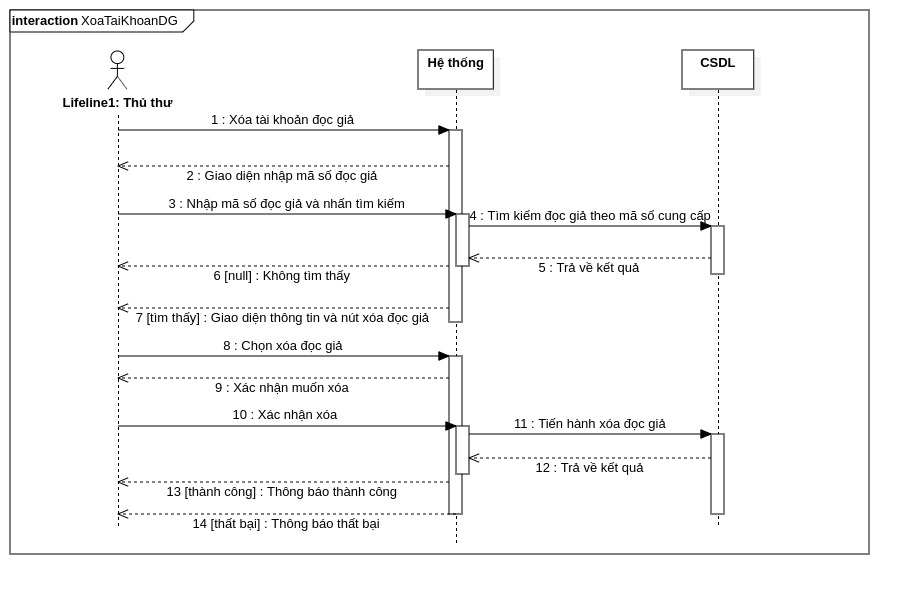 interaction XoaTaiKhoanDG
Hệ thống
CSDL
Lifeline1: Thủ thư
1 : Xóa tài khoản đọc giả
2 : Giao diện nhập mã số đọc giả
3 : Nhập mã số đọc giả và nhấn tìm kiếm
4 : Tìm kiếm đọc giả theo mã số cung cấp
5 : Trả về kết quả
6 [null] : Không tìm thấy
7 [tìm thấy] : Giao diện thông tin và nút xóa đọc giả
8 : Chọn xóa đọc giả
9 : Xác nhận muốn xóa
10 : Xác nhận xóa
11 : Tiến hành xóa đọc giả
12 : Trả về kết quả
13 [thành công] : Thông báo thành công
14 [thất bại] : Thông báo thất bại